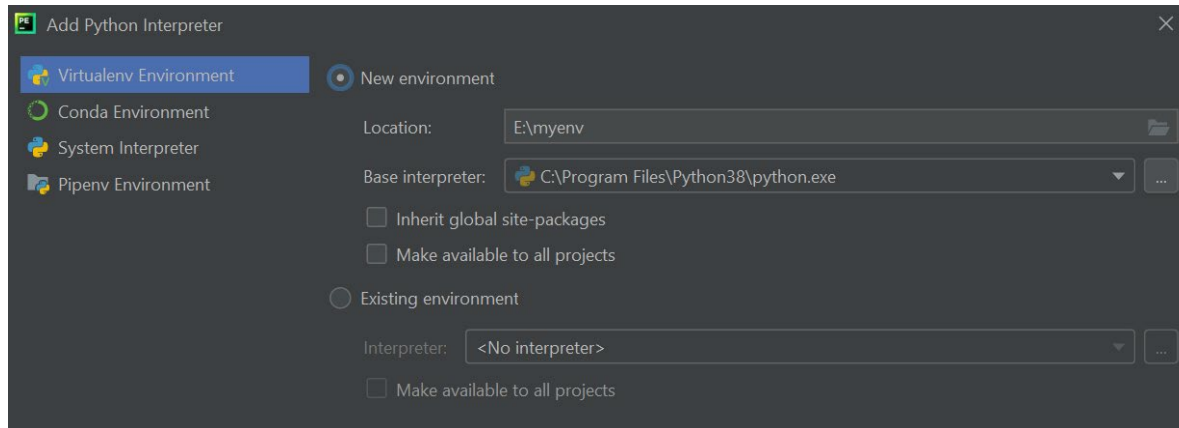 PE
Add Python Interpreter
Virtualenv Environment
Conda Environment
System Interpreter
Pipenv Environment
New environment
Location: E:\myenv
Base interpreter: C:\Program Files\Python38\python.exe ...
Inherit global site-packages
Make available to all projects
Existing environment
Interpreter: <No interpreter> ...
Make available to all projects